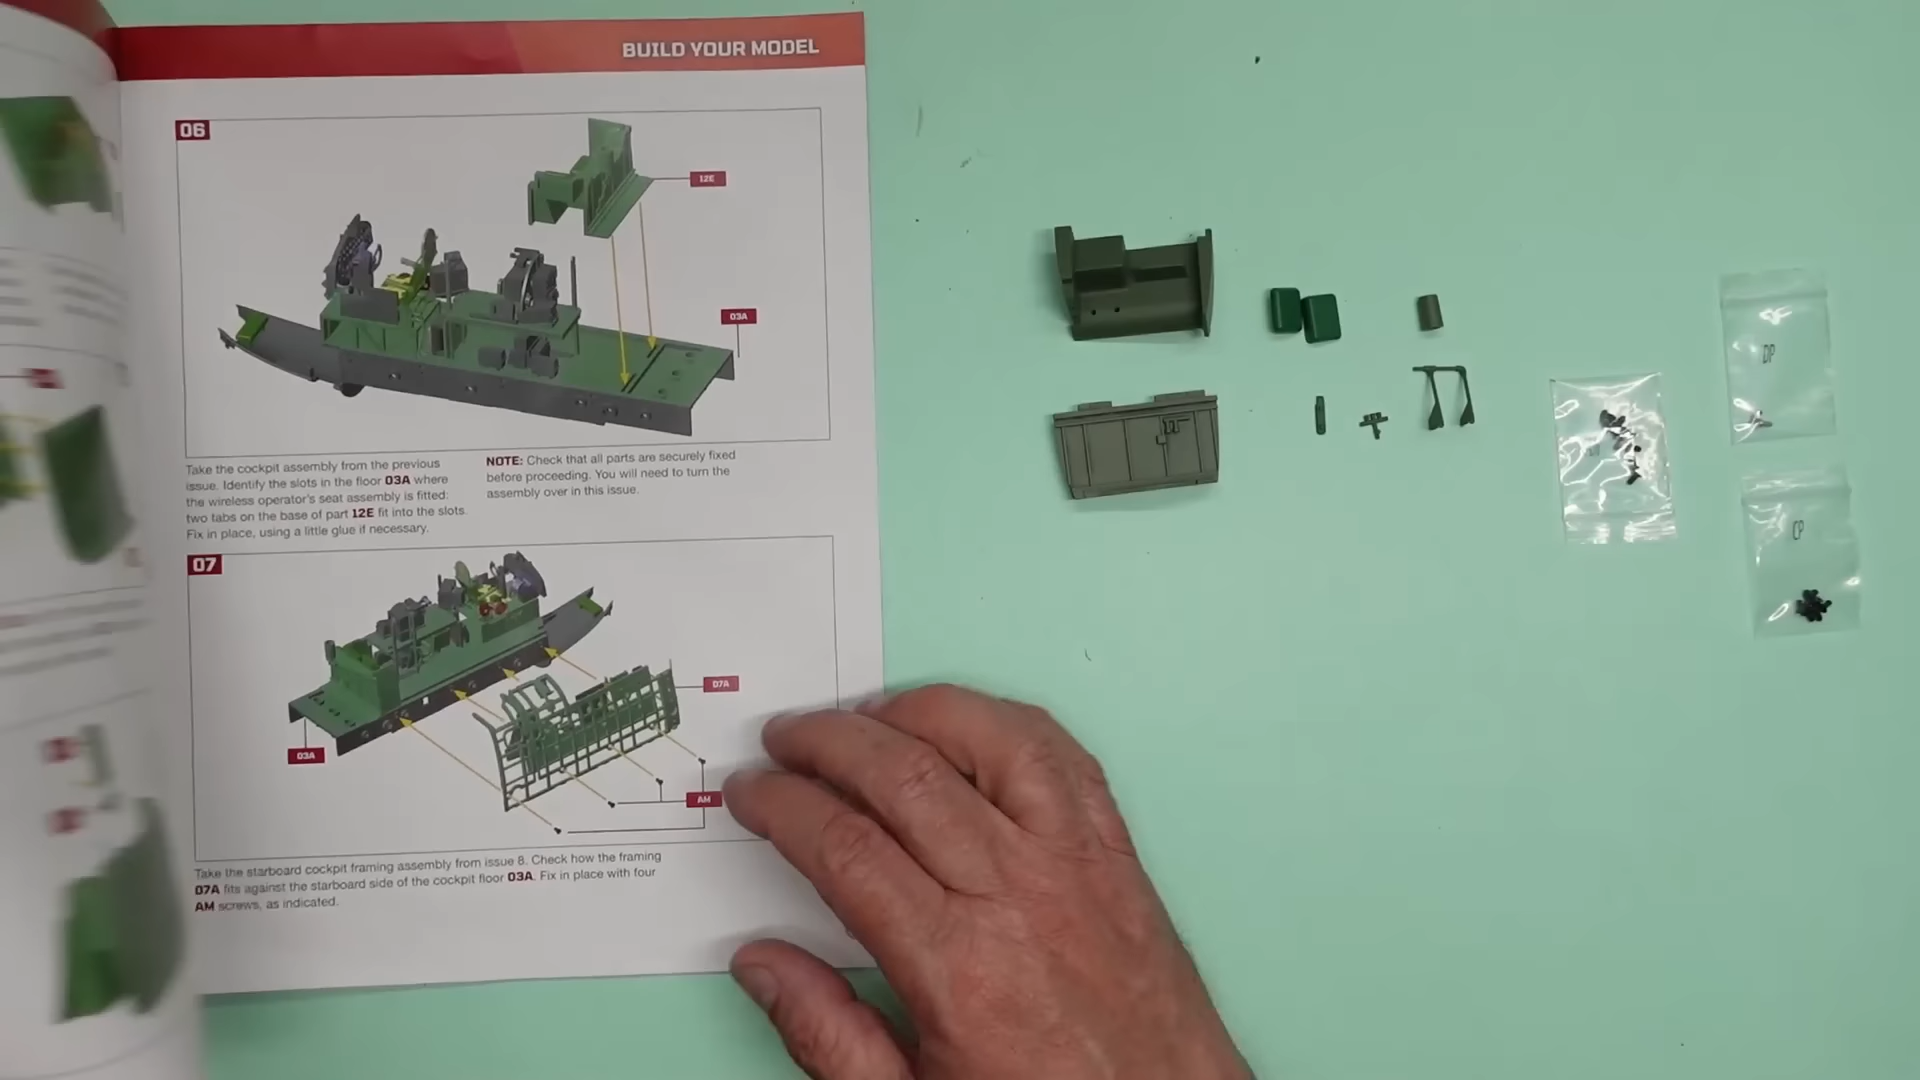 BUILD YOUR MODEL
06
12E
03A
Take the cockpit assembly from the previous
issue. Identify the slots in the floor 03A where
the wireless operator's seat assembly is fitted:
two tabs on the base of part 12E fit into the slots.
Fix in place, using a little glue if necessary.
NOTE: Check that all parts are securely fixed
before proceeding. You will need to turn the
assembly over in this issue.
07
07A
03A
AM
Take the starboard cockpit framing assembly from issue 8. Check how the framing
07A fits against the starboard side of the cockpit floor 03A. Fix in place with four
AM screws, as indicated.
DP
CP